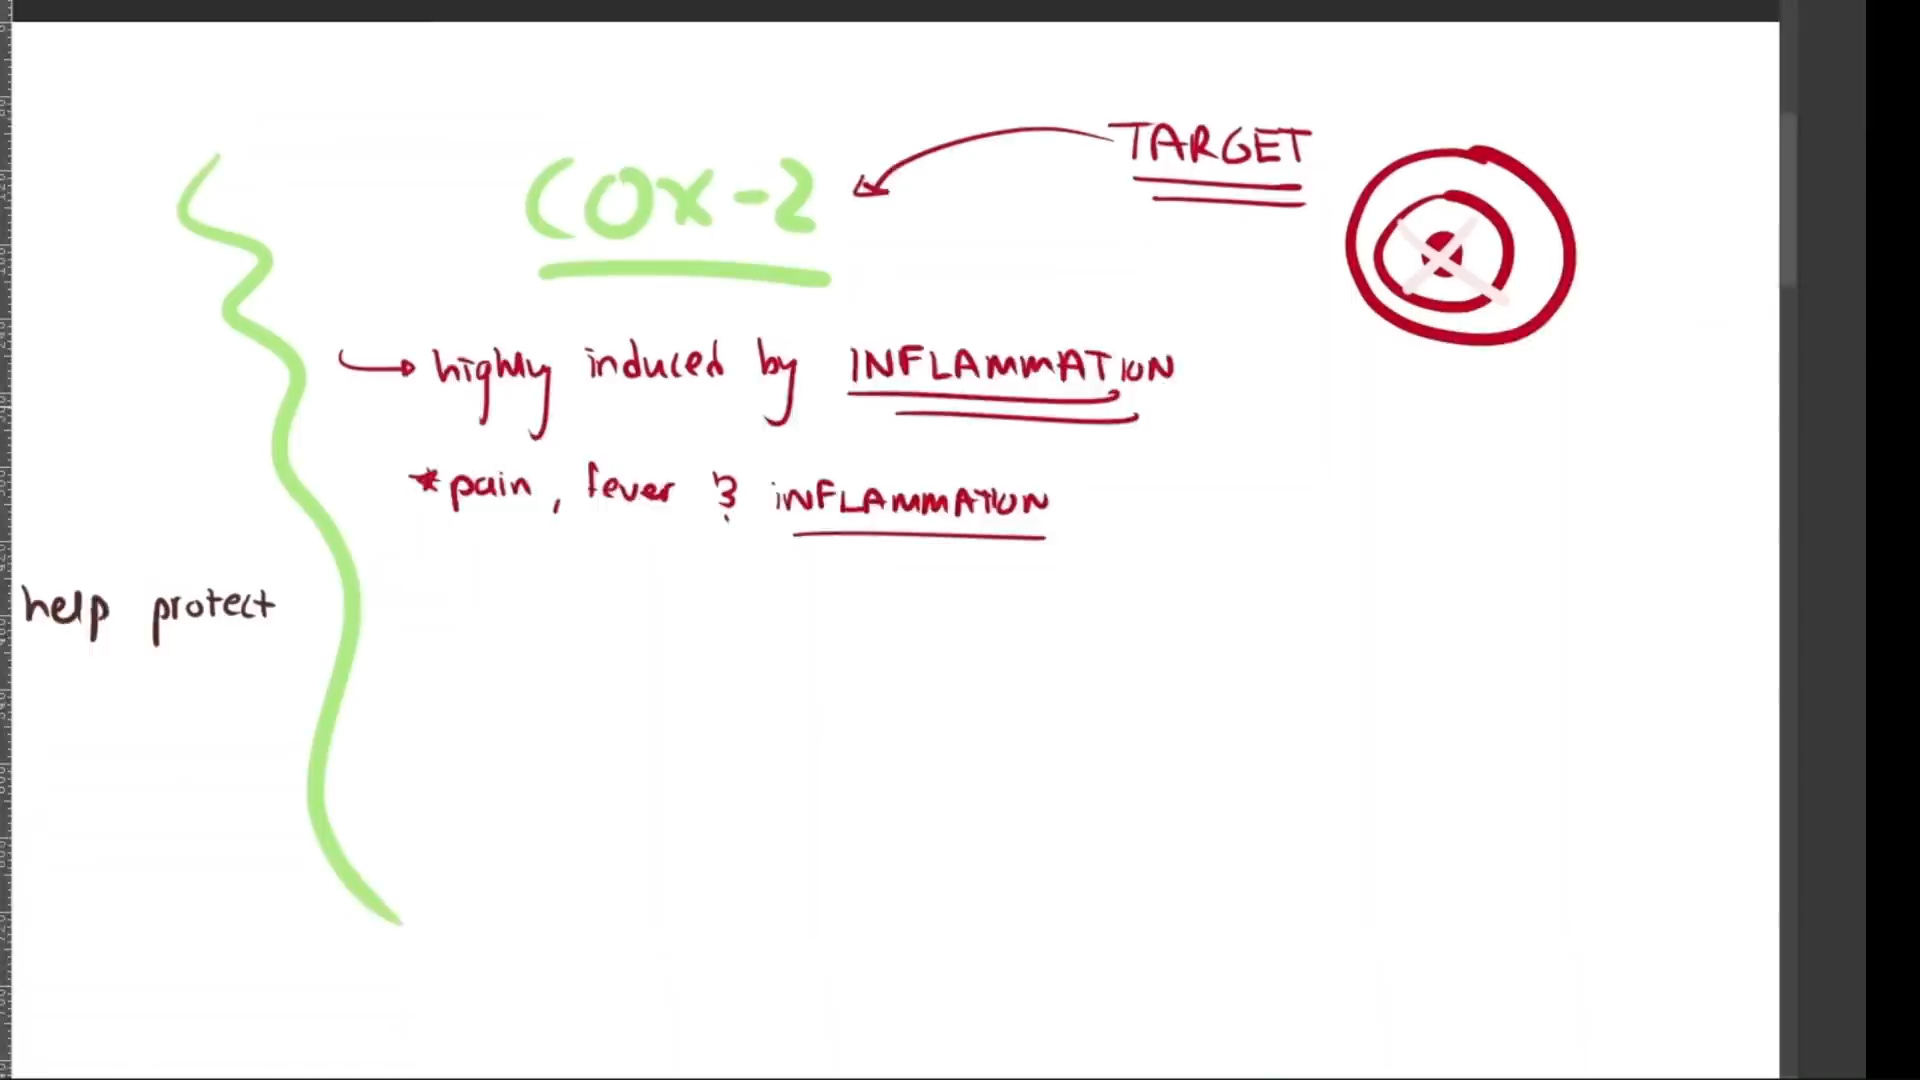 TARGET
COX-2
highly induced by INFLAMMATION
*pain, fever & iNFLAMMATION
help protect